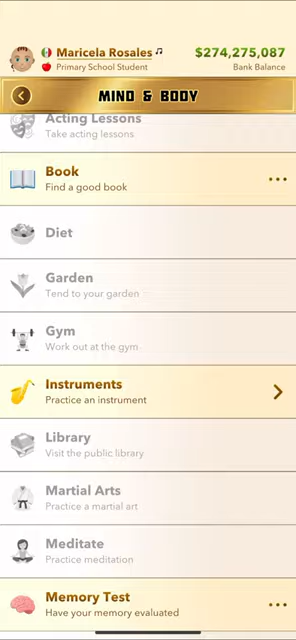 Maricela Rosales
$274,275,087
Primary School Student
Bank Balance
MIND & BODY
Acting Lessons
Take acting lessons
Book
Find a good book
Diet
Garden
Tend to your garden
Gym
Work out at the gym
Instruments
Practice an instrument
Library
Visit the public library
Martial Arts
Practice a martial art
Meditate
Practice meditation
Memory Test
Have your memory evaluated